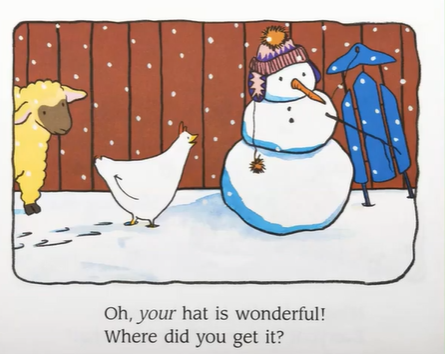 Oh, your hat is wonderful!
Where did you get it?